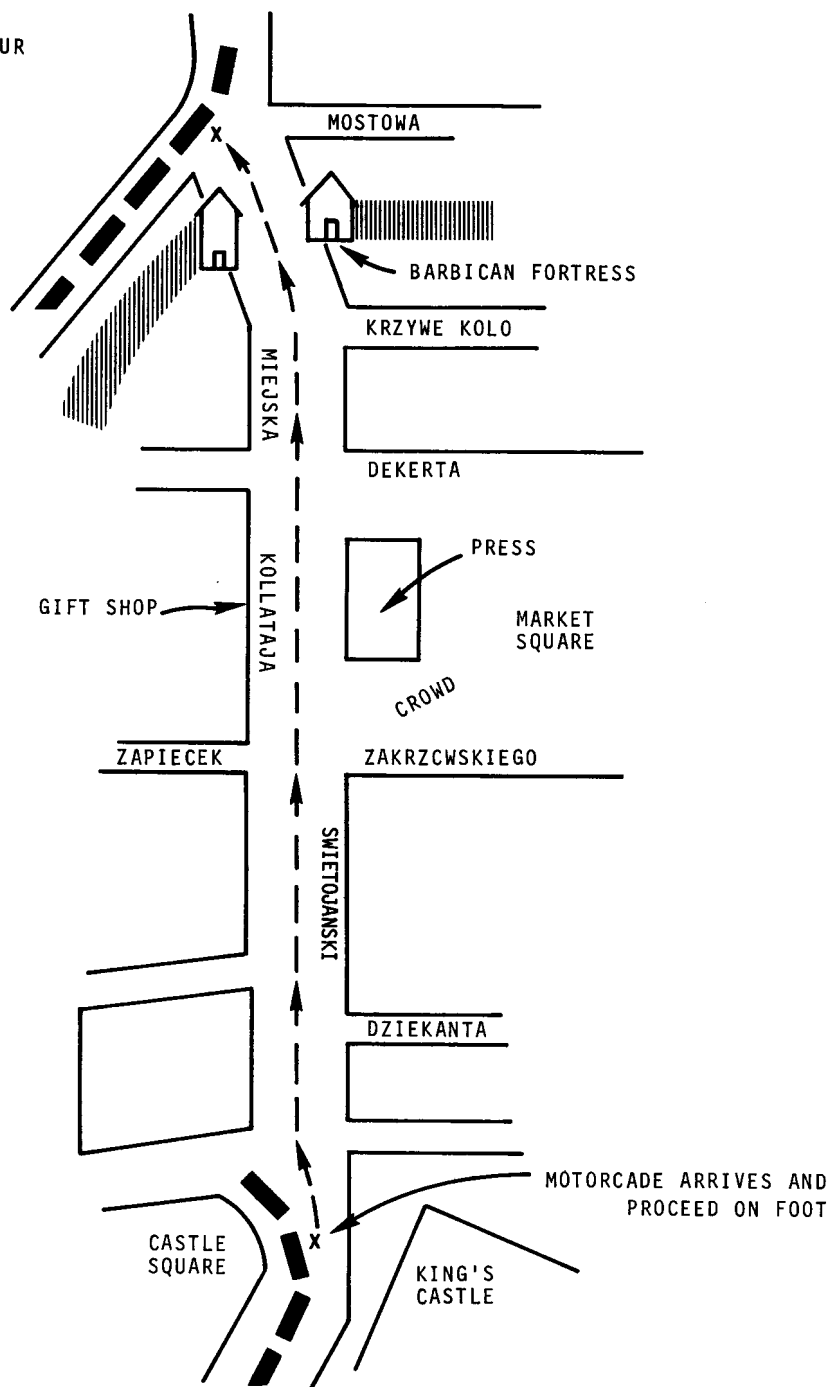 UR
MOSTOWA
X
BARBICAN FORTRESS
KRZYWE KOLO
MIEJSKA
DEKERTA
PRESS
KOLLATAJA
GIFT SHOP
MARKET
SQUARE
CROWD
ZAPIECEK
ZAKRZCWSKIEGO
SWIETOJANSKI
DZIEKANTA
MOTORCADE ARRIVES AND
PROCEED ON FOOT
X
CASTLE
SQUARE
KING'S
CASTLE